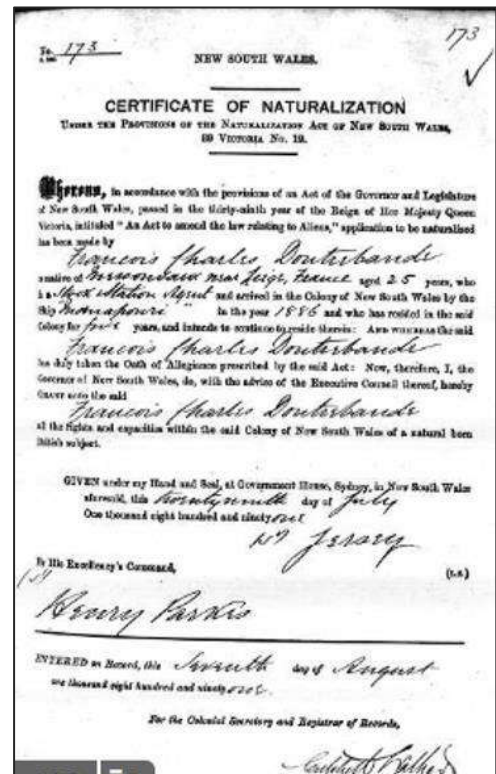 173
No. 173
NEW SOUTH WALES.
CERTIFICATE OF NATURALIZATION
UNDER THE PROVISIONS OF THE NATURALIZATION ACT OF NEW SOUTH WALES,
39 VICTORIA No. 19.
Whereas, in accordance with the provisions of an Act of the Governor and Legislature
of New South Wales, passed in the thirty-ninth year of the Reign of Her Majesty Queen
Victoria, intituled "An Act to amend the law relating to Aliens," application to be naturalised
has been made by
Francois Charles Douterbande
a native of near France aged 25 years, who
is a Stock & Station Agent and arrived in the Colony of New South Wales by the
Ship "Monapouri" in the year 1886 and who has resided in the said
Colony for five years, and intends to continue to reside therein: AND WHEREAS the said
Francois Charles Douterbande
has duly taken the Oath of Allegiance prescribed by the said Act: Now, therefore, I, the
Governor of New South Wales, do, with the advice of the Executive Council thereof, hereby
GRANT unto the said
Francois Charles Douterbande
all the rights and capacities within the said Colony of New South Wales of a natural born
British subject.
GIVEN under my Hand and Seal, at Government House, Sydney, in New South Wales
aforesaid, this twentyninth day of July
One thousand eight hundred and ninety one
Jersey
By His Excellency's Command,
(L.S.)
Henry Parkes
ENTERED on Record, this Seventh day of August
one thousand eight hundred and ninety one.
For the Colonial Secretary and Registrar of Records,